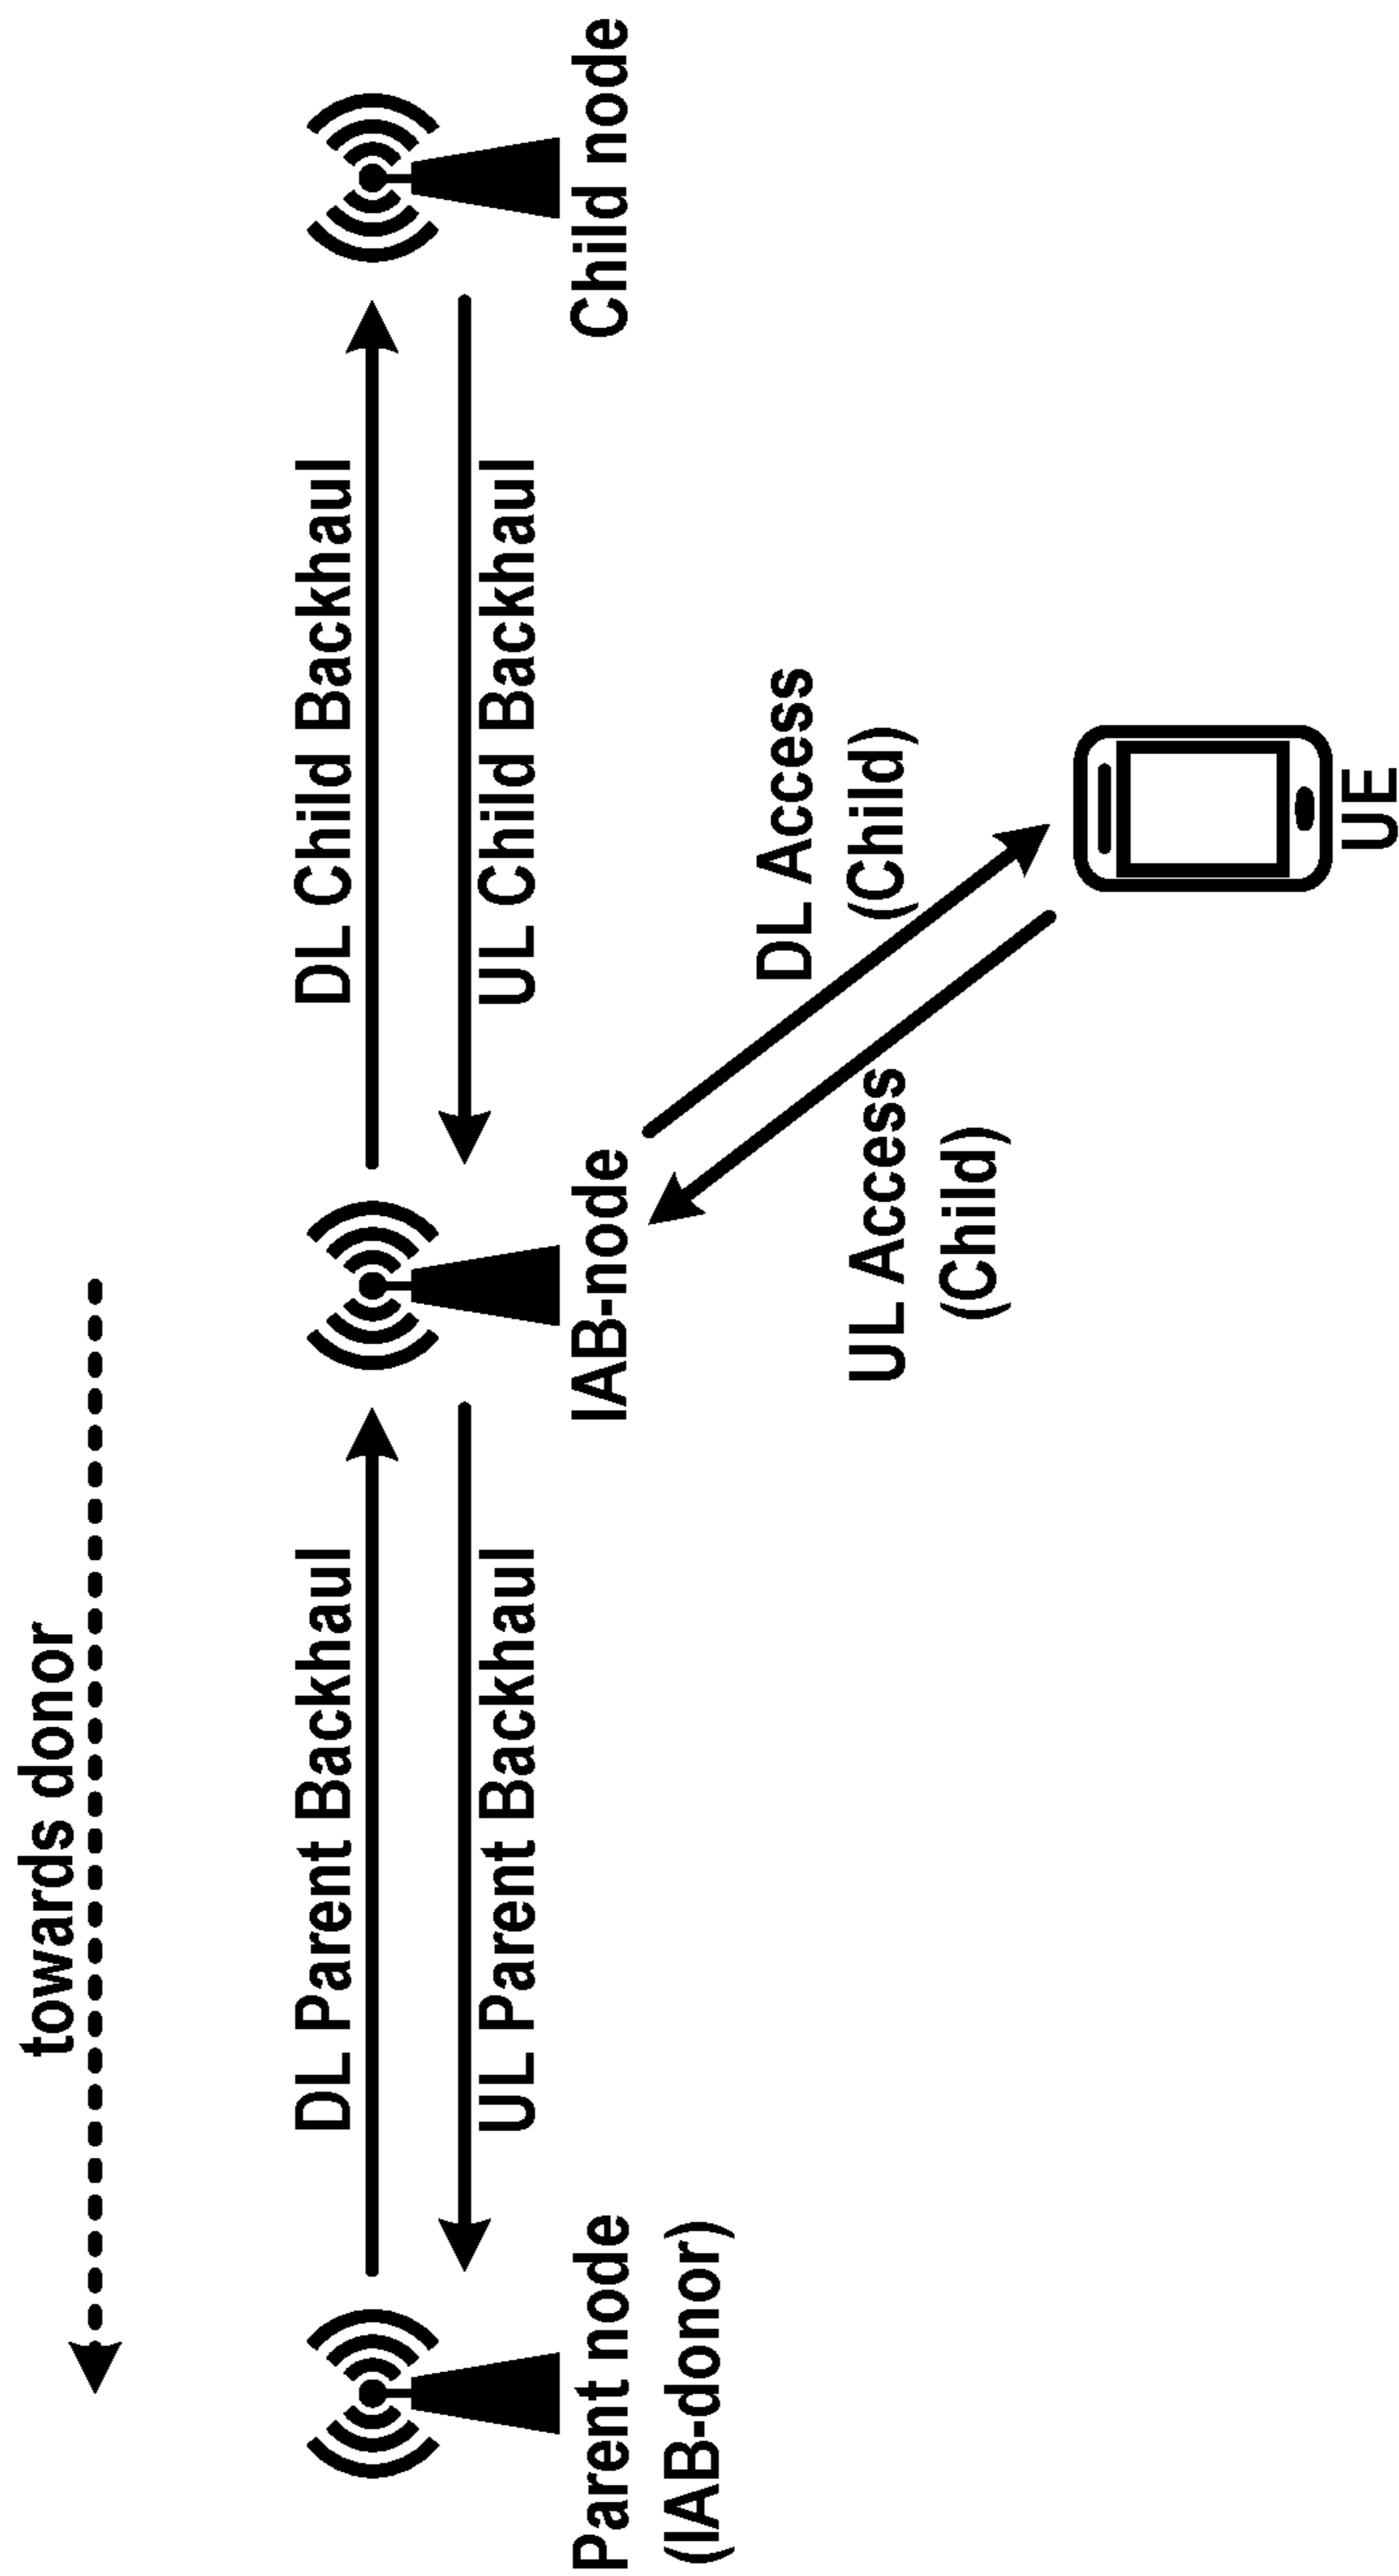 towards donor
DL Parent Backhaul
DL Child Backhaul
UL Parent Backhaul
UL Child Backhaul
Parent node
(IAB-donor)
IAB-node
Child node
DL Access
(Child)
UL Access
(Child)
UE